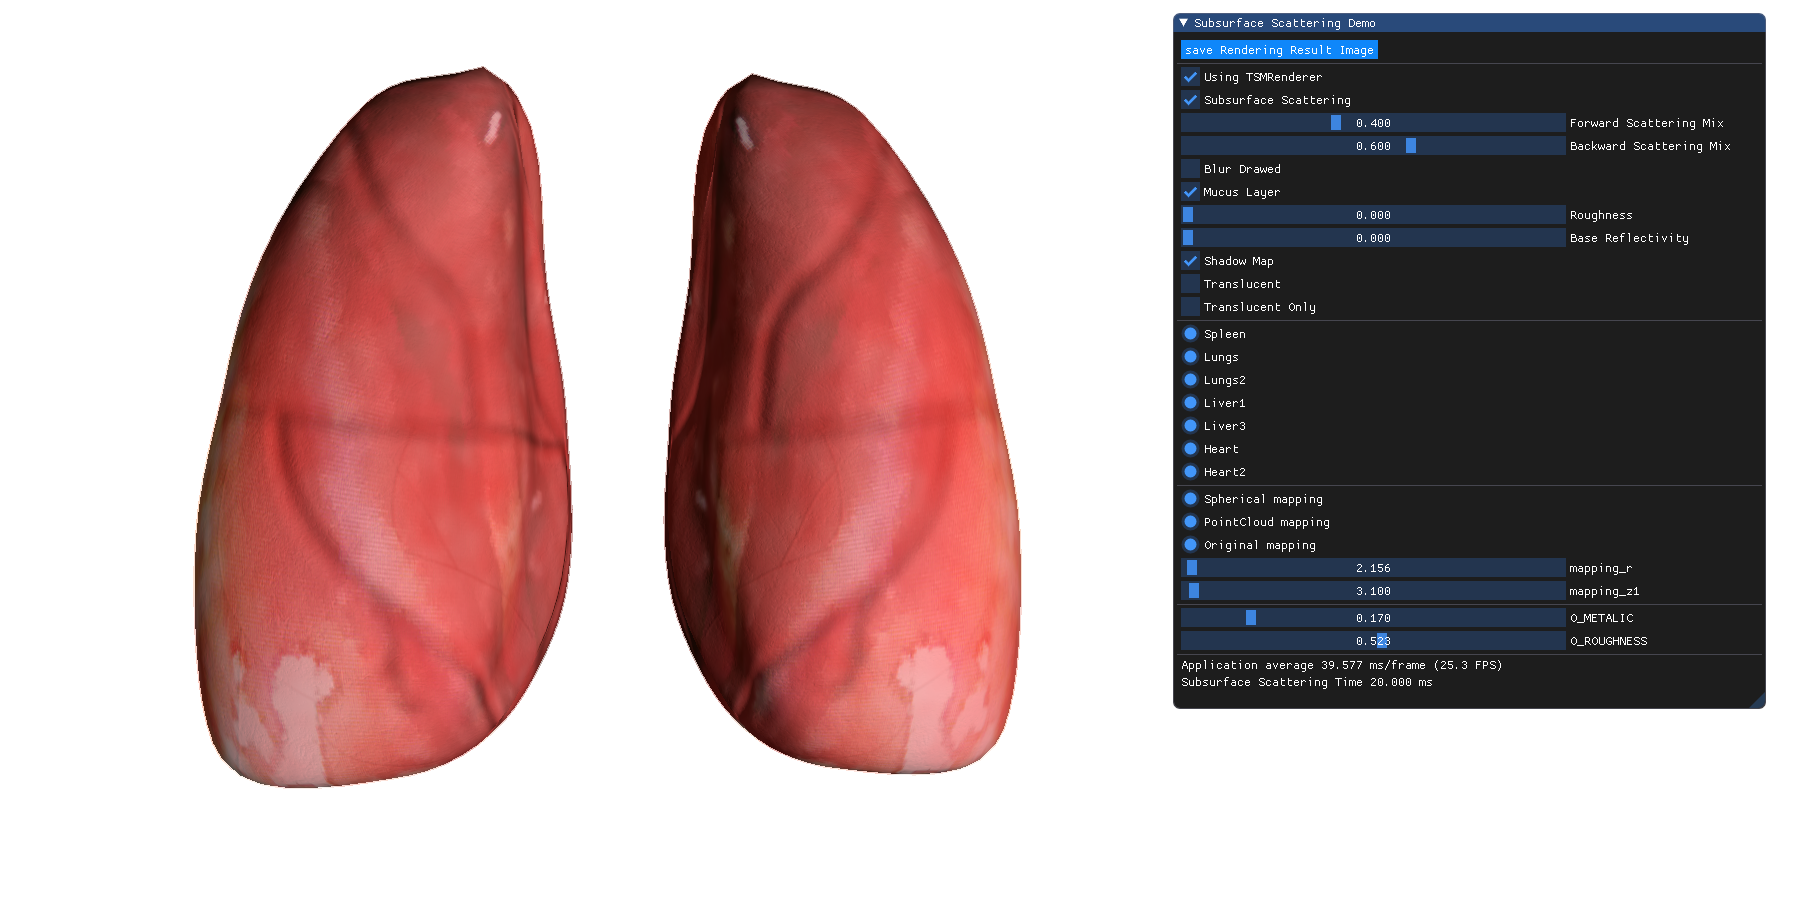 Subsurface Scattering Demo
save Rendering Result Image
Using TSMRenderer
Subsurface Scattering
0.400 Forward Scattering Mix
0.600 Backward Scattering Mix
Blur Drawed
Mucus Layer
0.000 Roughness
0.000 Base Reflectivity
Shadow Map
Translucent
Translucent Only
Spleen
Lungs
Lungs2
Liver1
Liver3
Heart
Heart2
Spherical mapping
PointCloud mapping
Original mapping
2.156 mapping_r
3.100 mapping_z1
0.170 O_METALIC
0.523 O_ROUGHNESS
Application average 39.577 ms/frame (25.3 FPS)
Subsurface Scattering Time 20.000 ms